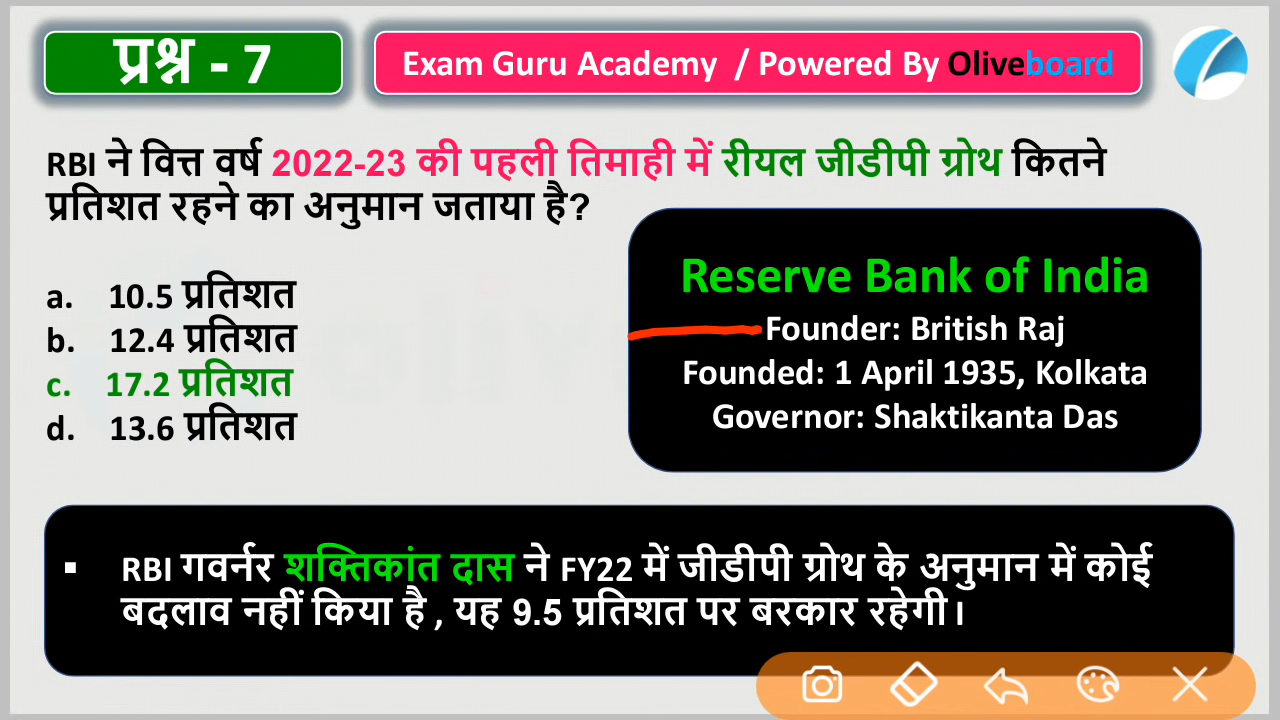 प्रश्न - 7
Exam Guru Academy / Powered By Oliveboard
RBI ने वित्त वर्ष 2022-23 की पहली तिमाही में रीयल जीडीपी ग्रोथ कितने
प्रतिशत रहने का अनुमान जताया है?
a. 10.5 प्रतिशत
b. 12.4 प्रतिशत
c. 17.2 प्रतिशत
d. 13.6 प्रतिशत
Reserve Bank of India
Founder: British Raj
Founded: 1 April 1935, Kolkata
Governor: Shaktikanta Das
▪ RBI गवर्नर शक्तिकांत दास ने FY22 में जीडीपी ग्रोथ के अनुमान में कोई
बदलाव नहीं किया है , यह 9.5 प्रतिशत पर बरकार रहेगी।